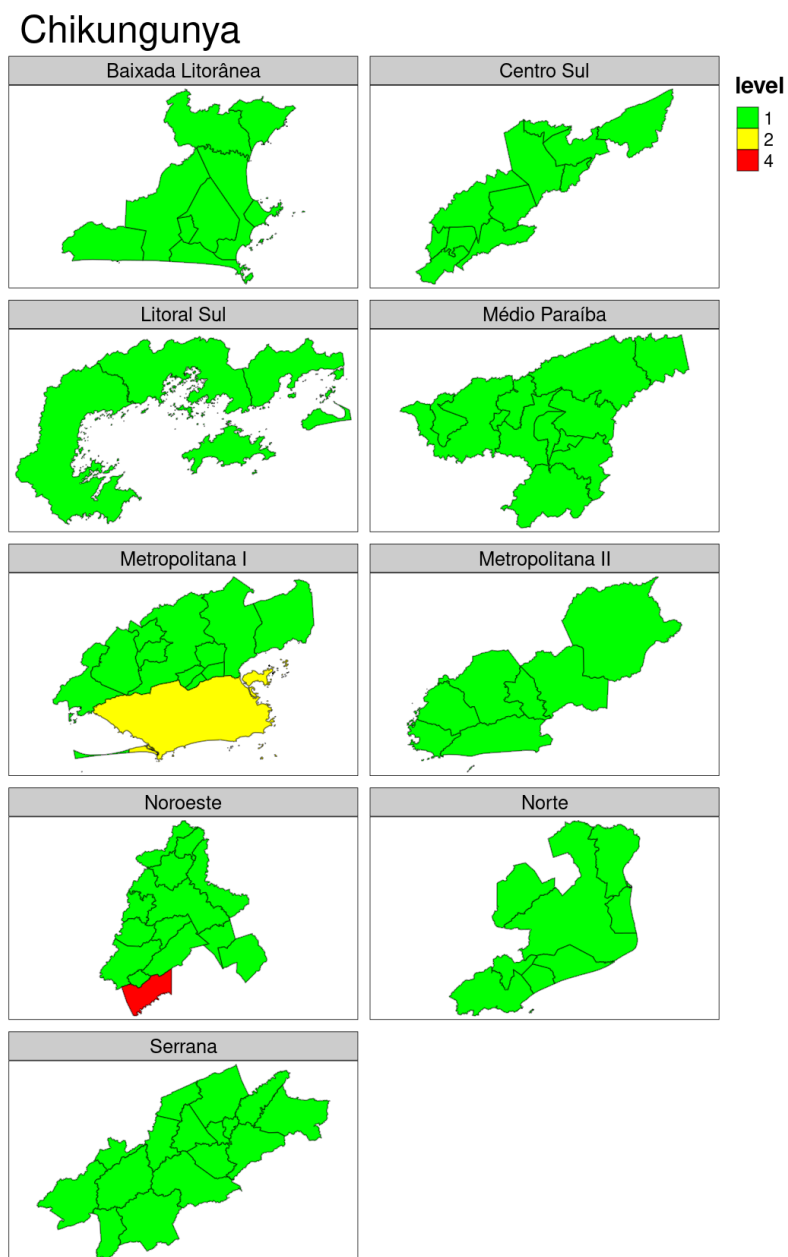 Chikungunya
Baixada Litorânea
Centro Sul
level
1
2
4
Litoral Sul
Médio Paraíba
Metropolitana I
Metropolitana II
Noroeste
Norte
Serrana